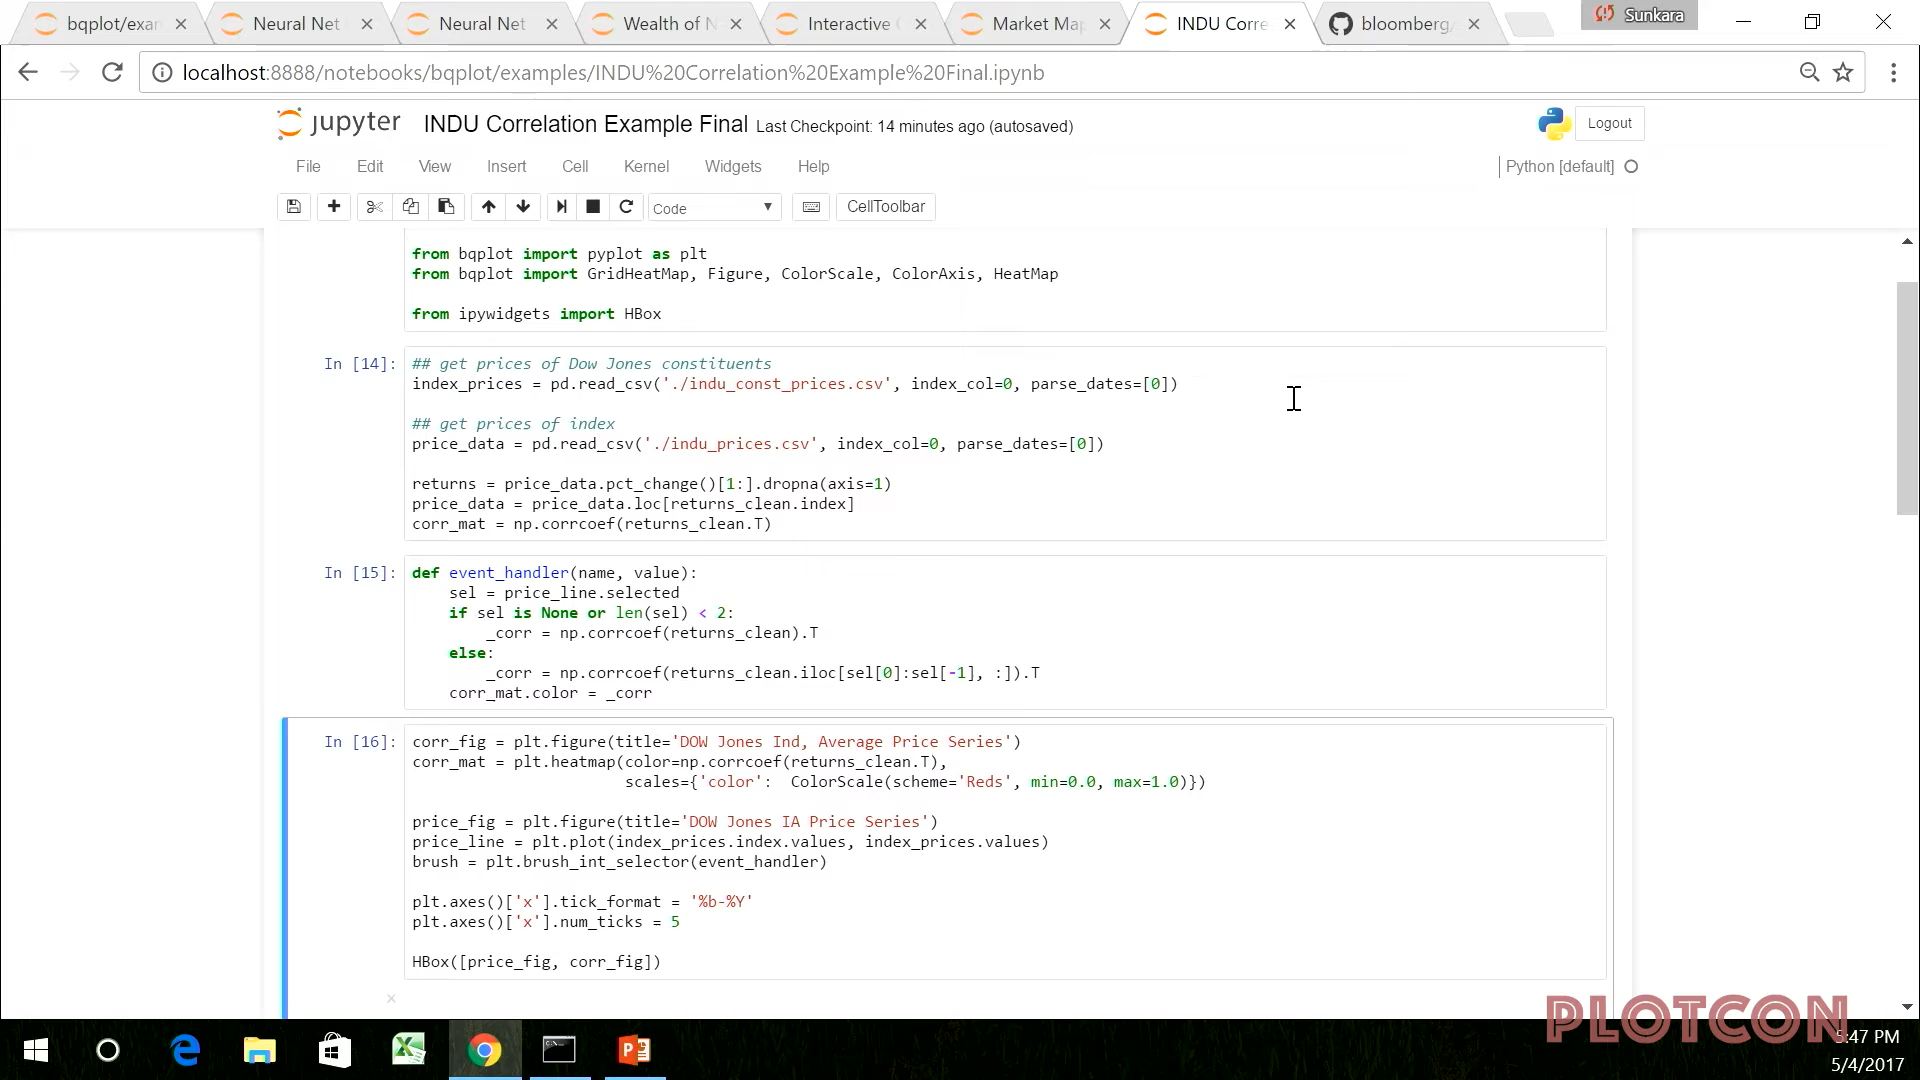 bqplot/exam
Neural Net
Neural Net
Wealth of N
Interactive
Market Map
INDU Corre
bloomberg/
Sunkara
localhost:8888/notebooks/bqplot/examples/INDU%20Correlation%20Example%20Final.ipynb
jupyter INDU Correlation Example Final Last Checkpoint: 14 minutes ago (autosaved)
Logout
File Edit View Insert Cell Kernel Widgets Help
Python [default]
Code
CellToolbar
from bqplot import pyplot as plt
from bqplot import GridHeatMap, Figure, ColorScale, ColorAxis, HeatMap
from ipywidgets import HBox
In [14]:
## get prices of Dow Jones constituents
index_prices = pd.read_csv('./indu_const_prices.csv', index_col=0, parse_dates=[0])
## get prices of index
price_data = pd.read_csv('./indu_prices.csv', index_col=0, parse_dates=[0])
returns = price_data.pct_change()[1:].dropna(axis=1)
price_data = price_data.loc[returns_clean.index]
corr_mat = np.corrcoef(returns_clean.T)
In [15]:
def event_handler(name, value):
    sel = price_line.selected
    if sel is None or len(sel) < 2:
        _corr = np.corrcoef(returns_clean).T
    else:
        _corr = np.corrcoef(returns_clean.iloc[sel[0]:sel[-1], :]).T
    corr_mat.color = _corr
In [16]:
corr_fig = plt.figure(title='DOW Jones Ind, Average Price Series')
corr_mat = plt.heatmap(color=np.corrcoef(returns_clean.T),
                       scales={'color':  ColorScale(scheme='Reds', min=0.0, max=1.0)})
price_fig = plt.figure(title='DOW Jones IA Price Series')
price_line = plt.plot(index_prices.index.values, index_prices.values)
brush = plt.brush_int_selector(event_handler)
plt.axes()['x'].tick_format = '%b-%Y'
plt.axes()['x'].num_ticks = 5
HBox([price_fig, corr_fig])
PLOTCON
5:47 PM
5/4/2017